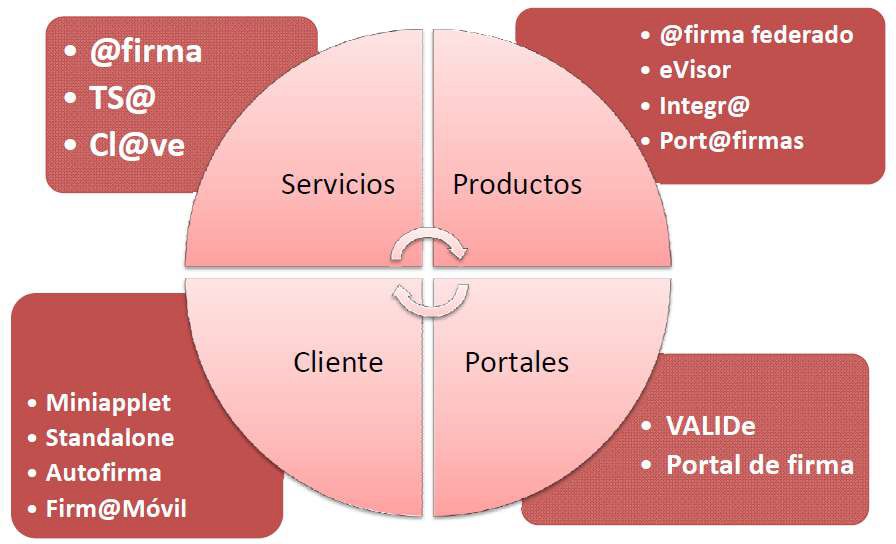 • @firma
• TS@
• Cl@ve
Servicios
• @firma federado
• eVisor
• Integr@
• Port@firmas
Productos
Cliente
• Miniapplet
• Standalone
• Autofirma
• Firm@Móvil
Portales
• VALIDe
• Portal de firma